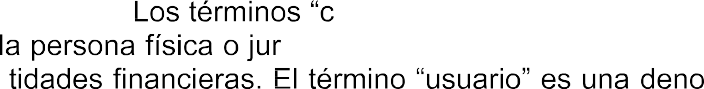 Los términos “c
la persona física o jur
tidades financieras. El término “usuario” es una deno